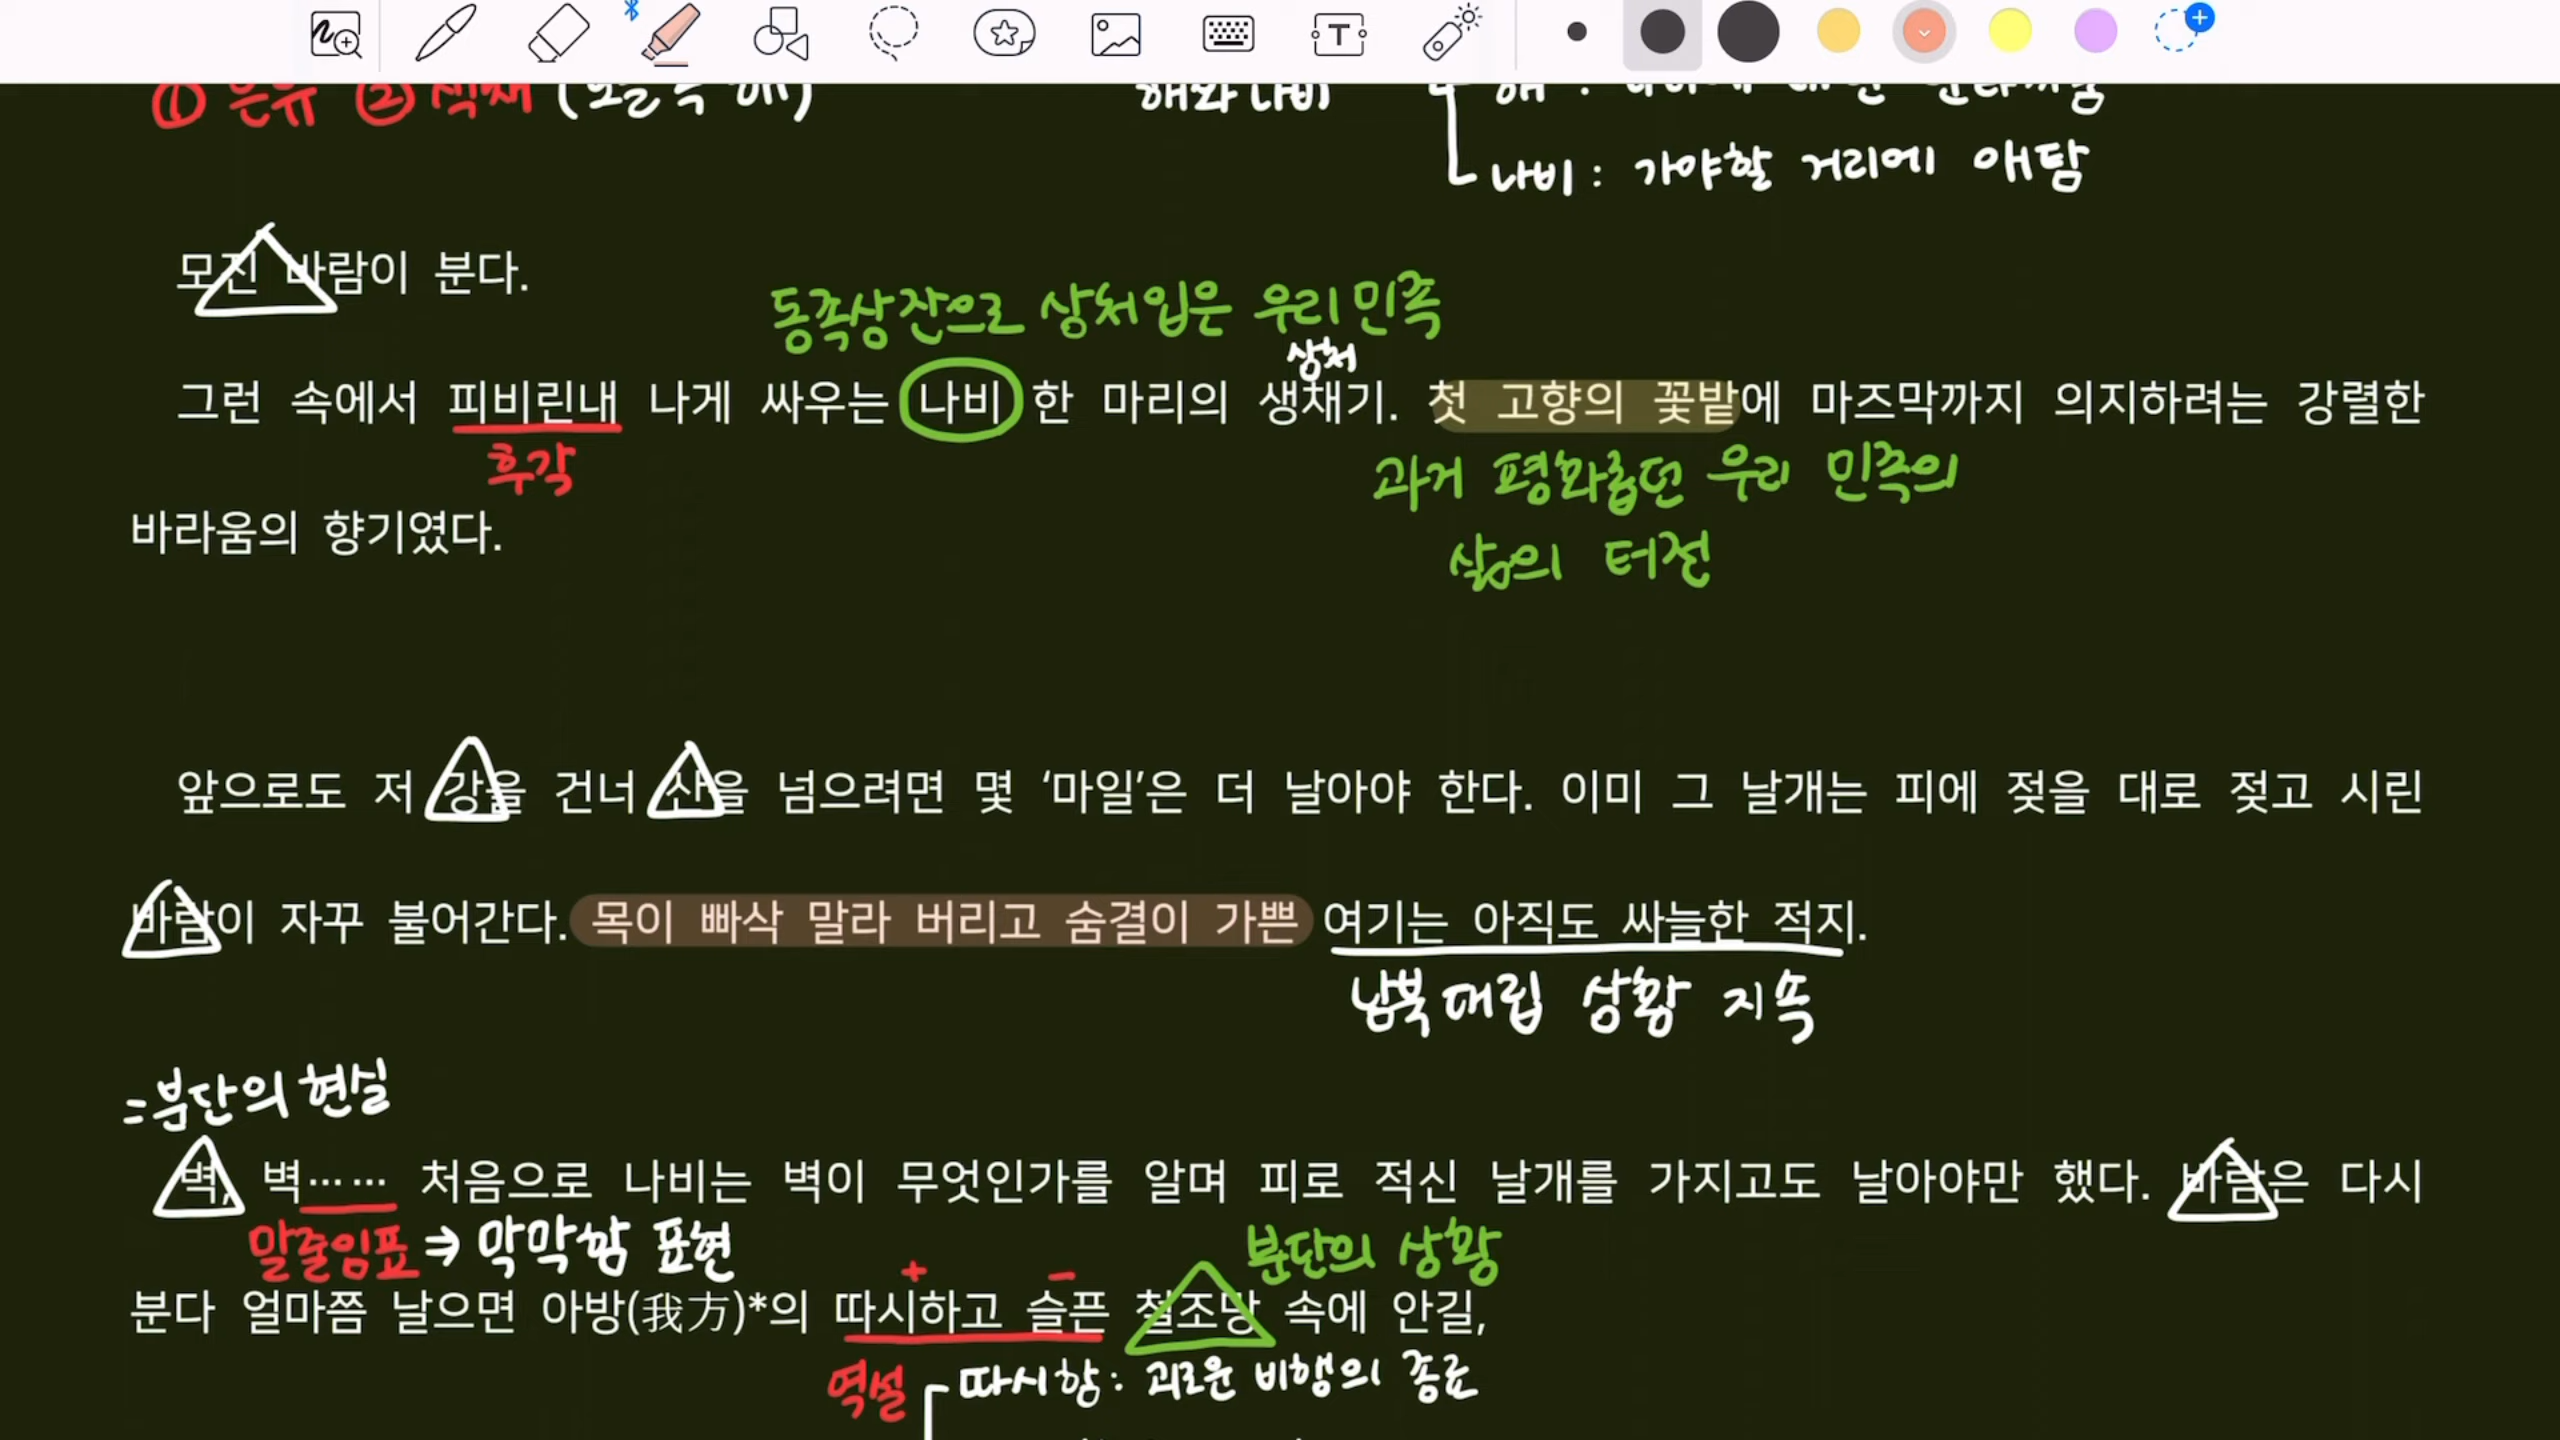 ① 은유 ② 색채
해와 나비
나비 : 가야할 거리에 애탐
모진 바람이 분다.
동족상잔으로 상처입은 우리 민족
상처
그런 속에서 피비린내 나게 싸우는 나비 한 마리의 생채기. 첫 고향의 꽃밭에 마즈막까지 의지하려는 강렬한
후각
과거 평화롭던 우리 민족의
바라움의 향기였다.
삶의 터전
앞으로도 저 강을 건너 산을 넘으려면 몇 ‘마일’은 더 날아야 한다. 이미 그 날개는 피에 젖을 대로 젖고 시린
바람이 자꾸 불어간다. 목이 빠삭 말라 버리고 숨결이 가쁜 여기는 아직도 싸늘한 적지.
남북대립 상황 지속
=분단의 현실
벽, 벽…… 처음으로 나비는 벽이 무엇인가를 알며 피로 적신 날개를 가지고도 날아야만 했다. 바람은 다시
말줄임표 ⇒ 막막함 표현
분단의 상황
+ −
분다 얼마쯤 날으면 아방(我方)*의 따시하고 슬픈 철조망 속에 안길,
역설
따시함 : 괴로운 비행의 종료